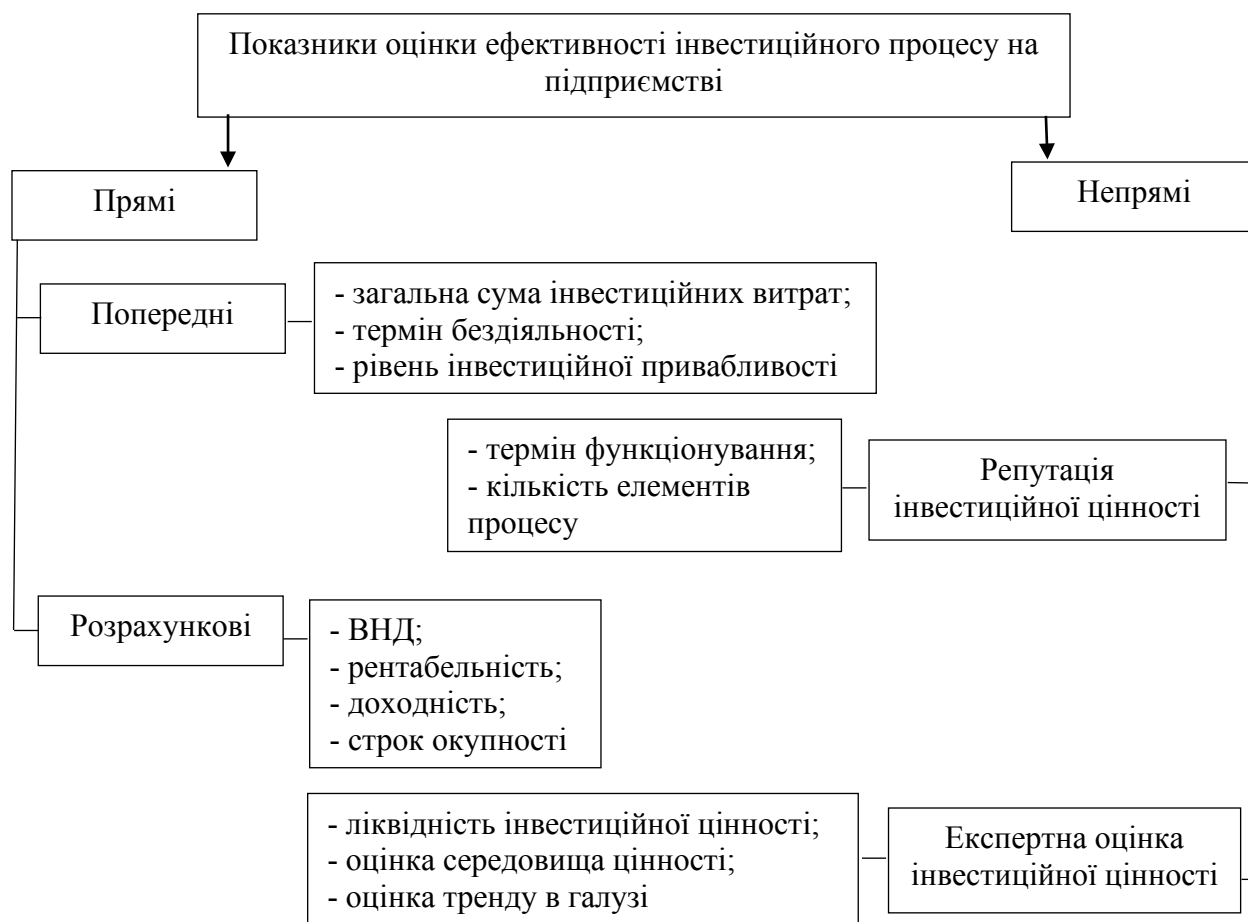 Показники оцінки ефективності інвестиційного процесу на
підприємстві
Прямі
Непрямі
Попередні
- загальна сума інвестиційних витрат;
- термін бездіяльності;
- рівень інвестиційної привабливості
- термін функціонування;
- кількість елементів
процесу
Репутація
інвестиційної цінності
Розрахункові
- ВНД;
- рентабельність;
- доходність;
- строк окупності
- ліквідність інвестиційної цінності;
- оцінка середовища цінності;
- оцінка тренду в галузі
Експертна оцінка
інвестиційної цінності